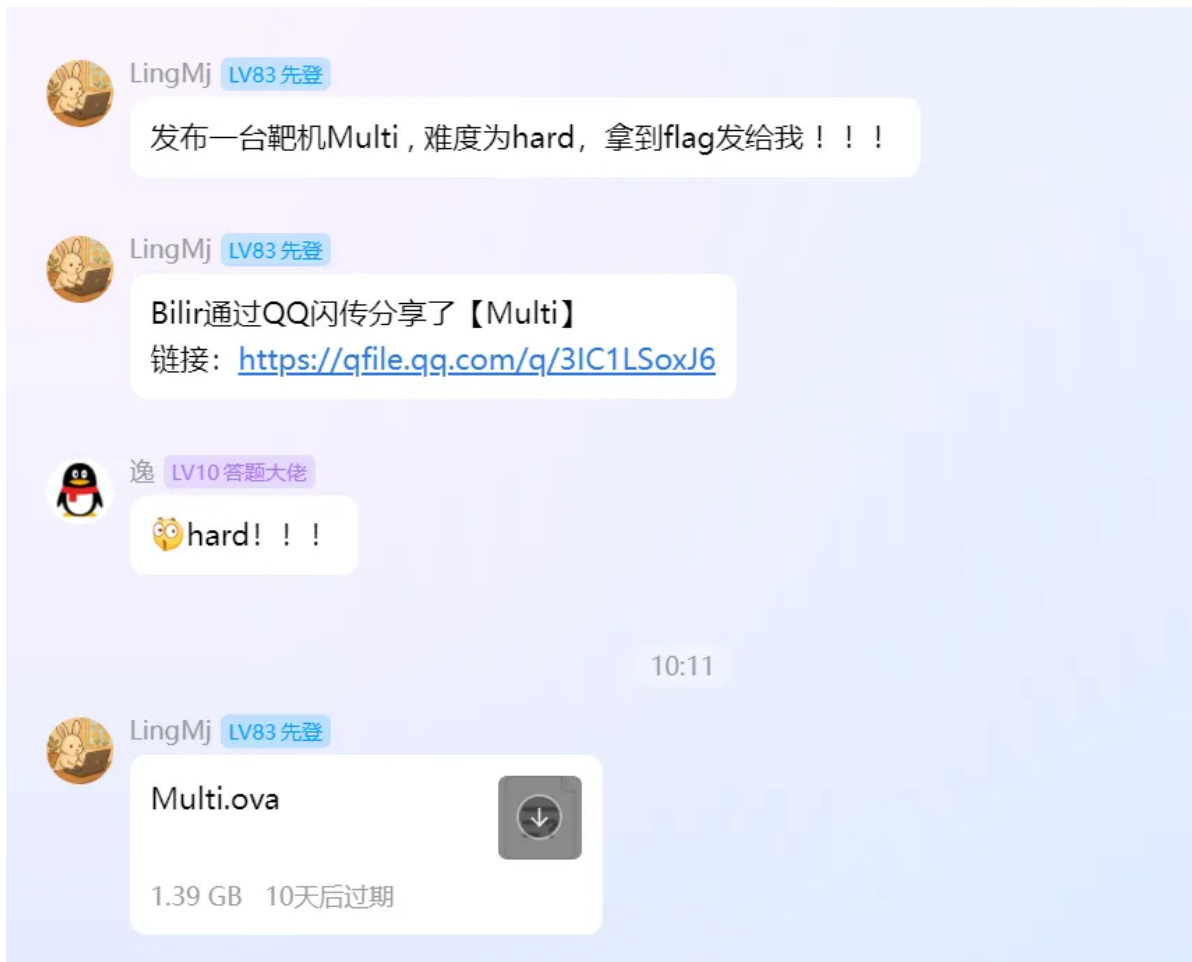 LingMj LV83 先登
发布一台靶机Multi , 难度为hard，拿到flag发给我！！！
LingMj LV83 先登
Bilir通过QQ闪传分享了【Multi】
链接：https://qfile.qq.com/q/3IC1LSoxJ6
逸 LV10 答题大佬
hard！！！
10:11
LingMj LV83 先登
Multi.ova
1.39 GB 10天后过期